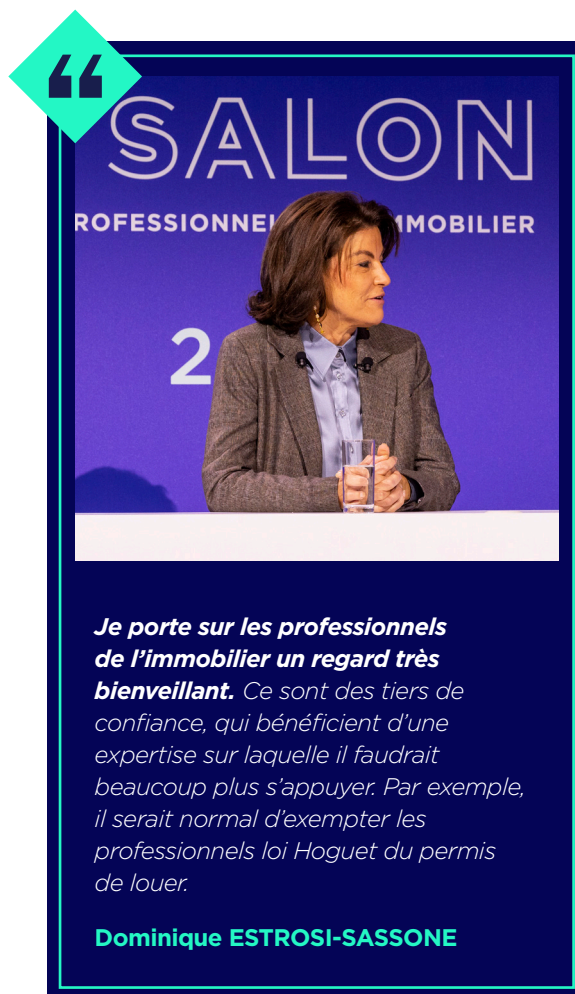 “
SALON
ROFESSIONNEL IMMOBILIER
2
Je porte sur les professionnels
de l’immobilier un regard très
bienveillant. Ce sont des tiers de
confiance, qui bénéficient d’une
expertise sur laquelle il faudrait
beaucoup plus s’appuyer. Par exemple,
il serait normal d’exempter les
professionnels loi Hoguet du permis
de louer.
Dominique ESTROSI-SASSONE